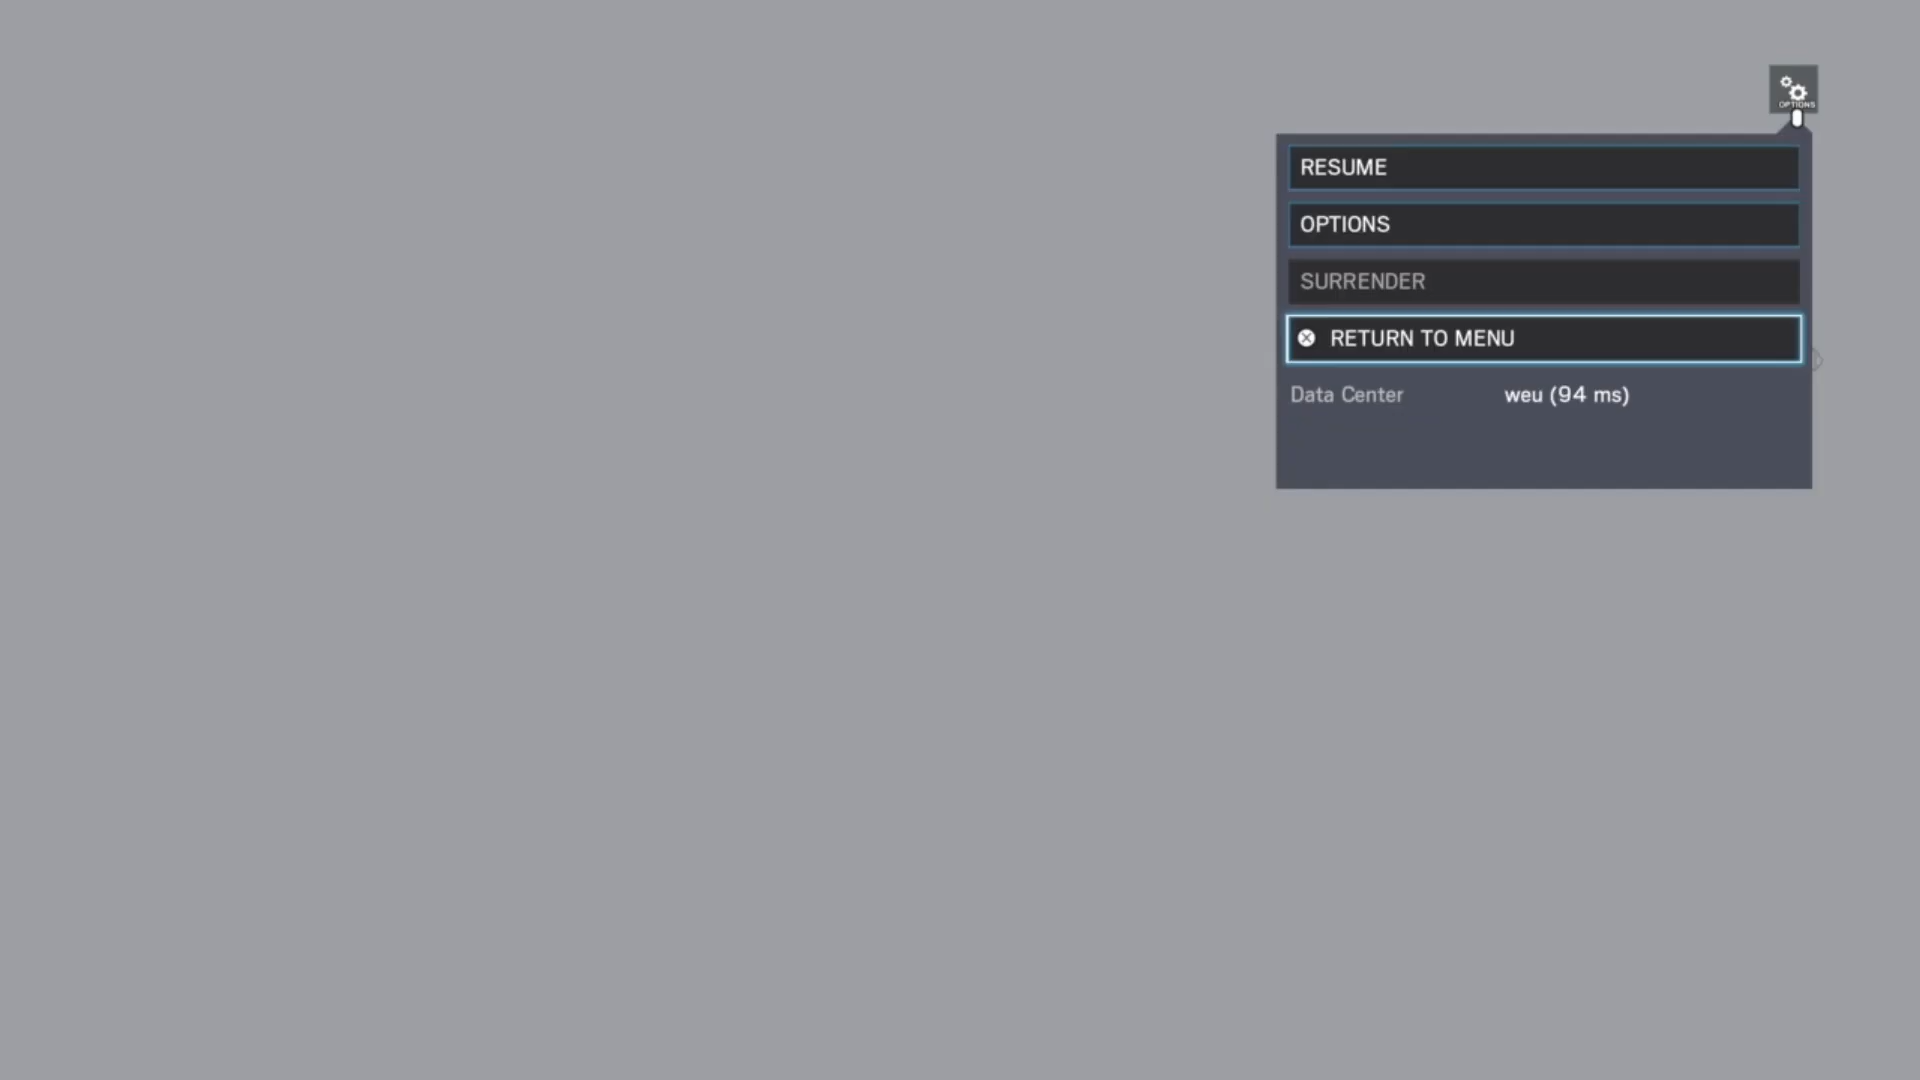 OPTIONS
RESUME
OPTIONS
SURRENDER
RETURN TO MENU
Data Center weu (94 ms)